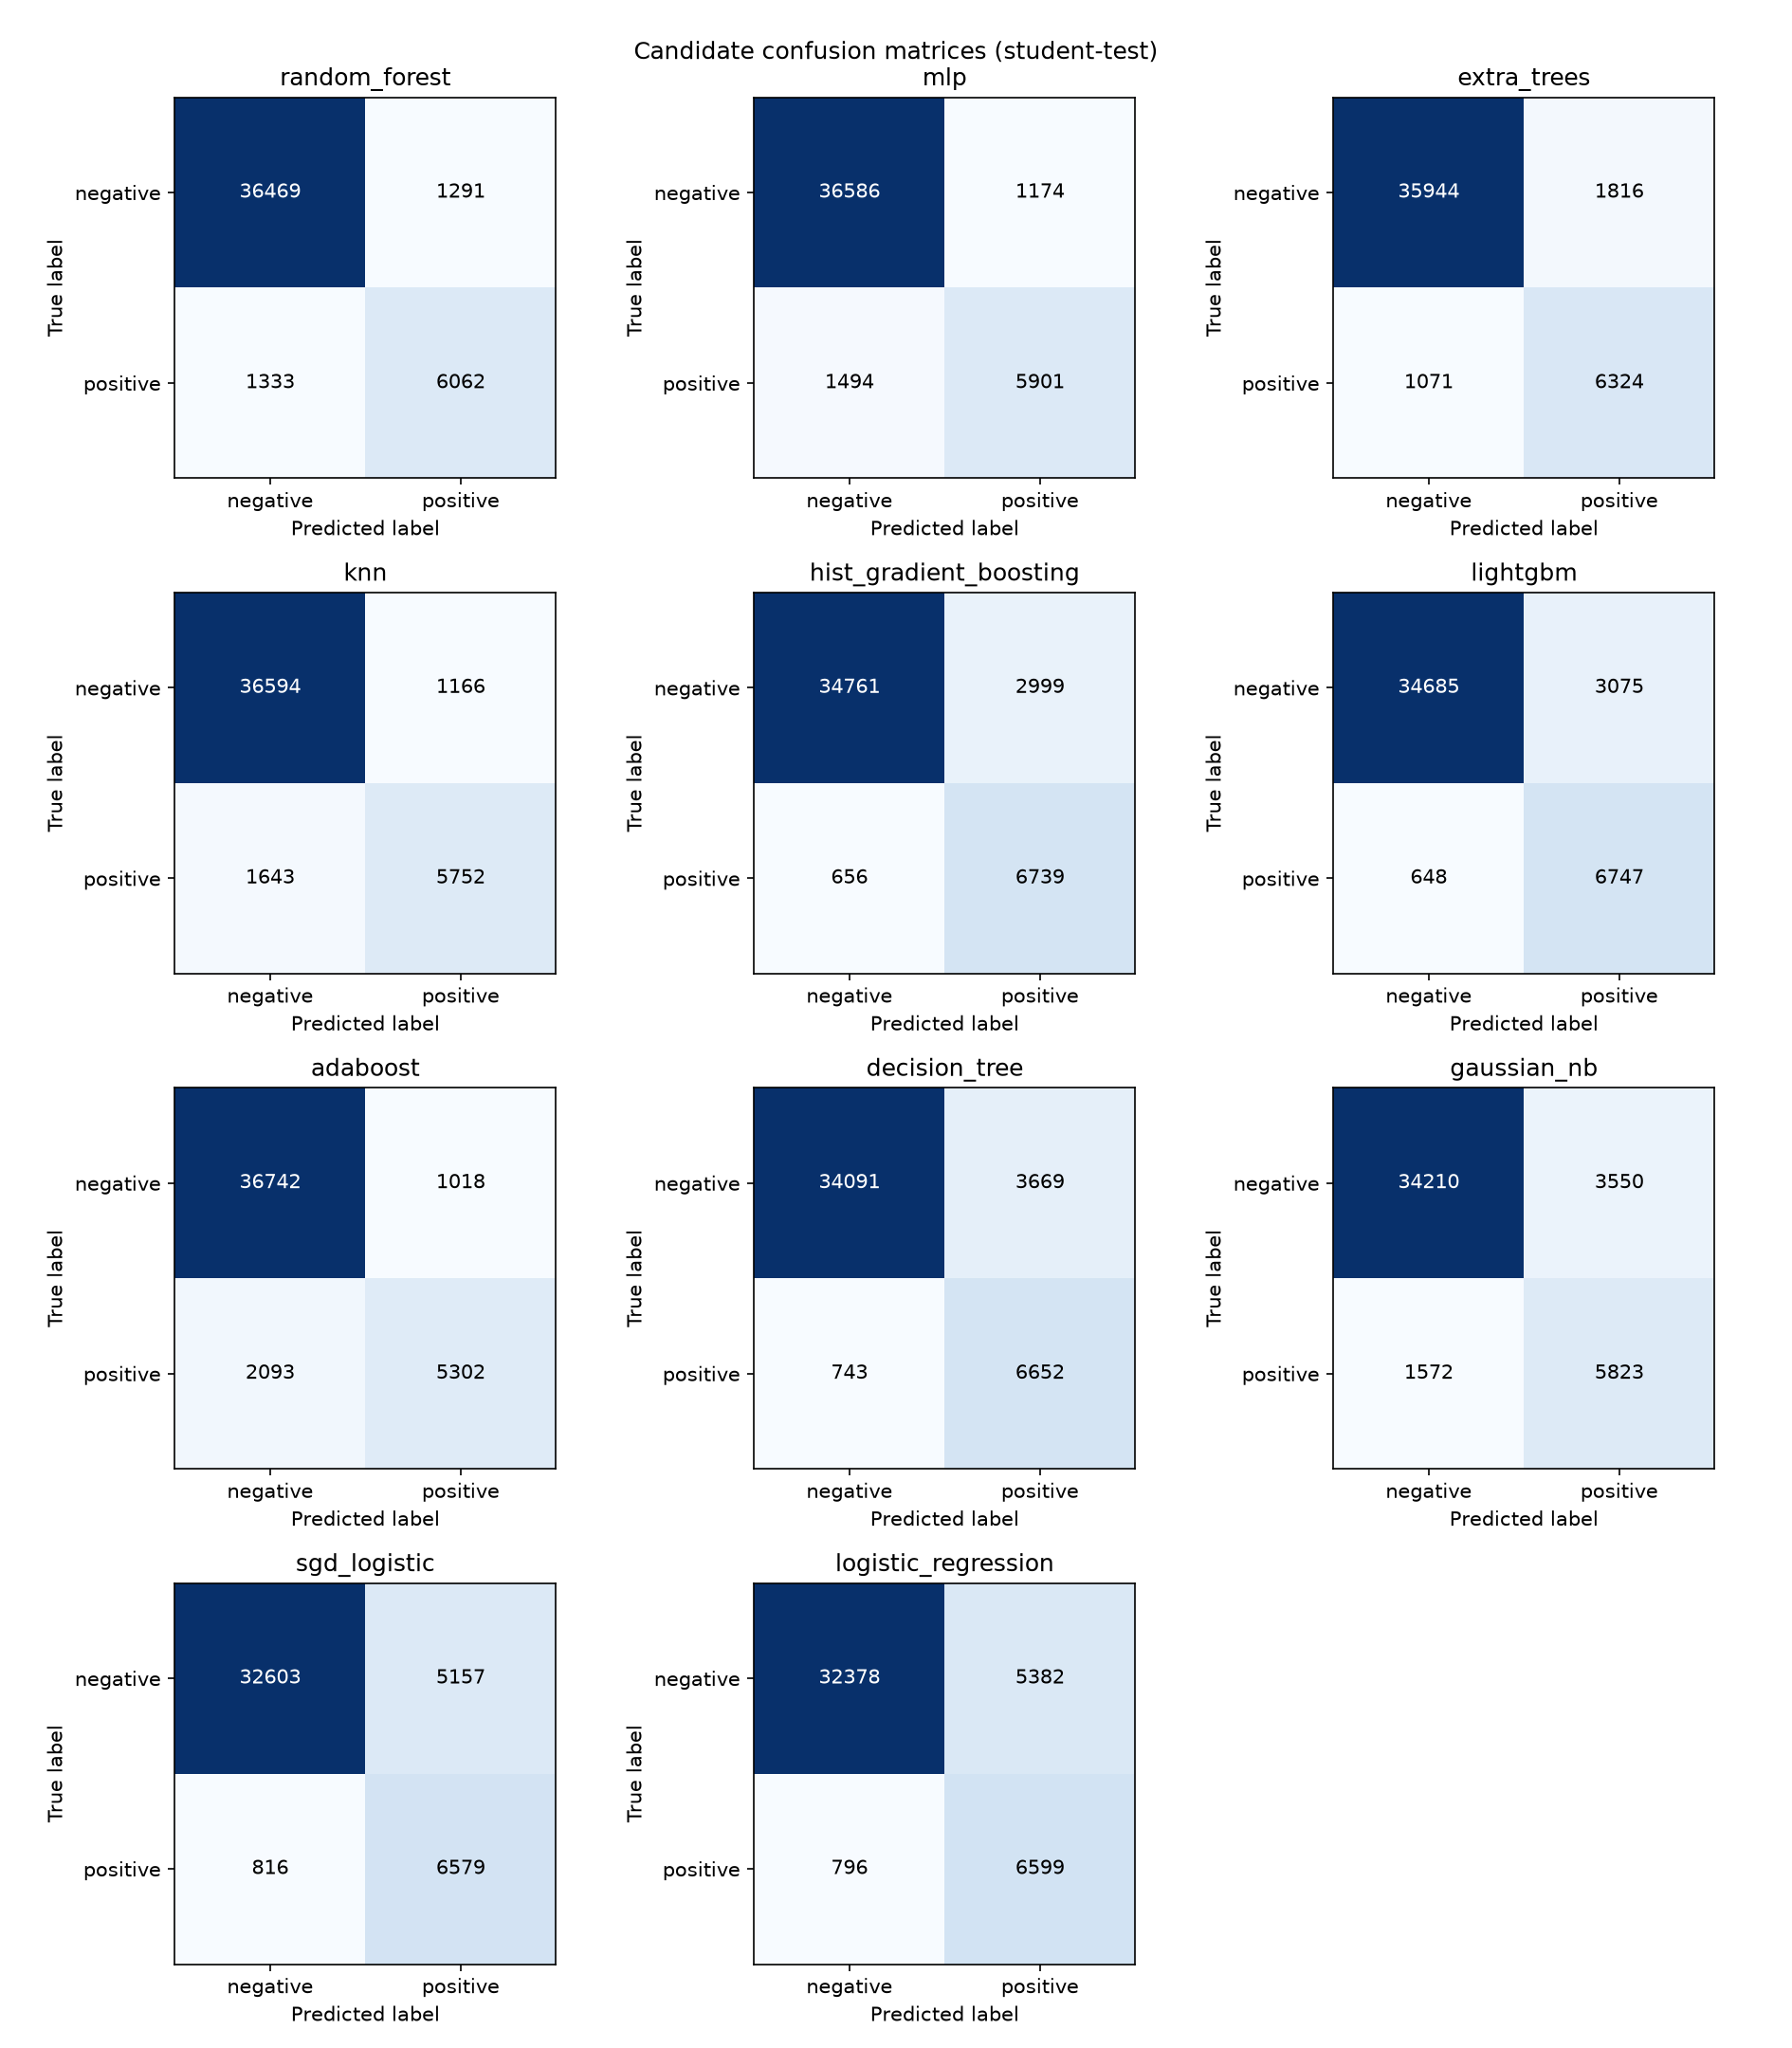 Candidate confusion matrices (student-test)
random_forest
True label
negative
36469 1291
positive
1333 6062
negative positive
Predicted label
mlp
True label
negative
36586 1174
positive
1494 5901
negative positive
Predicted label
extra_trees
True label
negative
35944 1816
positive
1071 6324
negative positive
Predicted label
knn
True label
negative
36594 1166
positive
1643 5752
negative positive
Predicted label
hist_gradient_boosting
True label
negative
34761 2999
positive
656 6739
negative positive
Predicted label
lightgbm
True label
negative
34685 3075
positive
648 6747
negative positive
Predicted label
adaboost
True label
negative
36742 1018
positive
2093 5302
negative positive
Predicted label
decision_tree
True label
negative
34091 3669
positive
743 6652
negative positive
Predicted label
gaussian_nb
True label
negative
34210 3550
positive
1572 5823
negative positive
Predicted label
sgd_logistic
True label
negative
32603 5157
positive
816 6579
negative positive
Predicted label
logistic_regression
True label
negative
32378 5382
positive
796 6599
negative positive
Predicted label